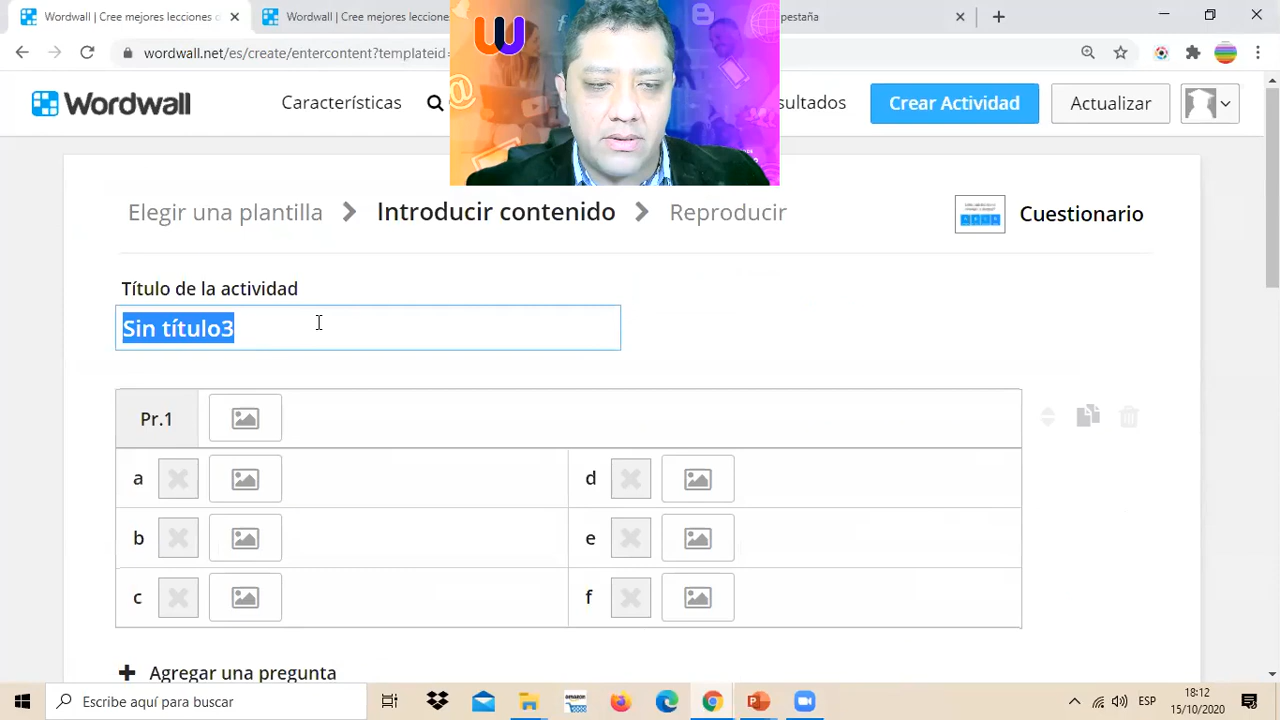 Wordwall | Cree mejores lecciones d
Wordwall | Cree mejores lecciones
pestaña
wordwall.net/es/create/entercontent?templateid=
Wordwall
Características
sultados
Crear Actividad
Actualizar
Elegir una plantilla
Introducir contenido
Reproducir
Cuestionario
Título de la actividad
Sin título3
Pr.1
a
d
b
e
c
f
Agregar una pregunta
Escribe aquí para buscar
ESP
18:12
15/10/2020